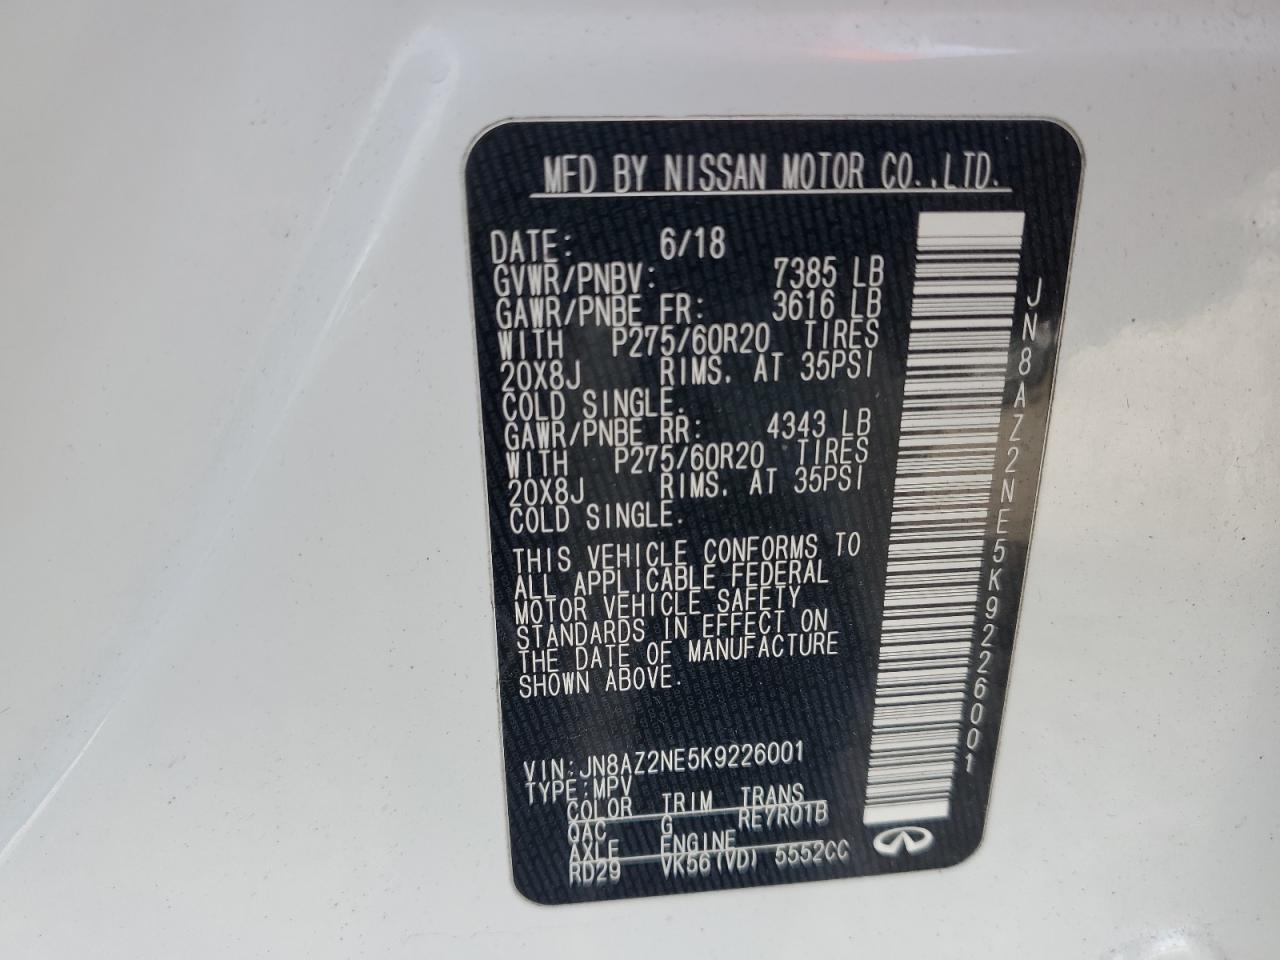 MFD BY NISSAN MOTOR CO.,LTD.
DATE: 6/18
GVWR/PNBV: 7385 LB
GAWR/PNBE FR: 3616 LB
WITH P275/60R20 TIRES
20X8J RIMS. AT 35PSI
COLD SINGLE.
GAWR/PNBE RR: 4343 LB
WITH P275/60R20 TIRES
20X8J RIMS. AT 35PSI
COLD SINGLE.
THIS VEHICLE CONFORMS TO
ALL APPLICABLE FEDERAL
MOTOR VEHICLE SAFETY
STANDARDS IN EFFECT ON
THE DATE OF MANUFACTURE
SHOWN ABOVE.
VIN:JN8AZ2NE5K9226001
TYPE:MPV
COLOR TRIM TRANS
QAC G RE7R01B
AXLE ENGINE
RD29 VK56(VD) 5552CC
JN8AZ2NE5K9226001